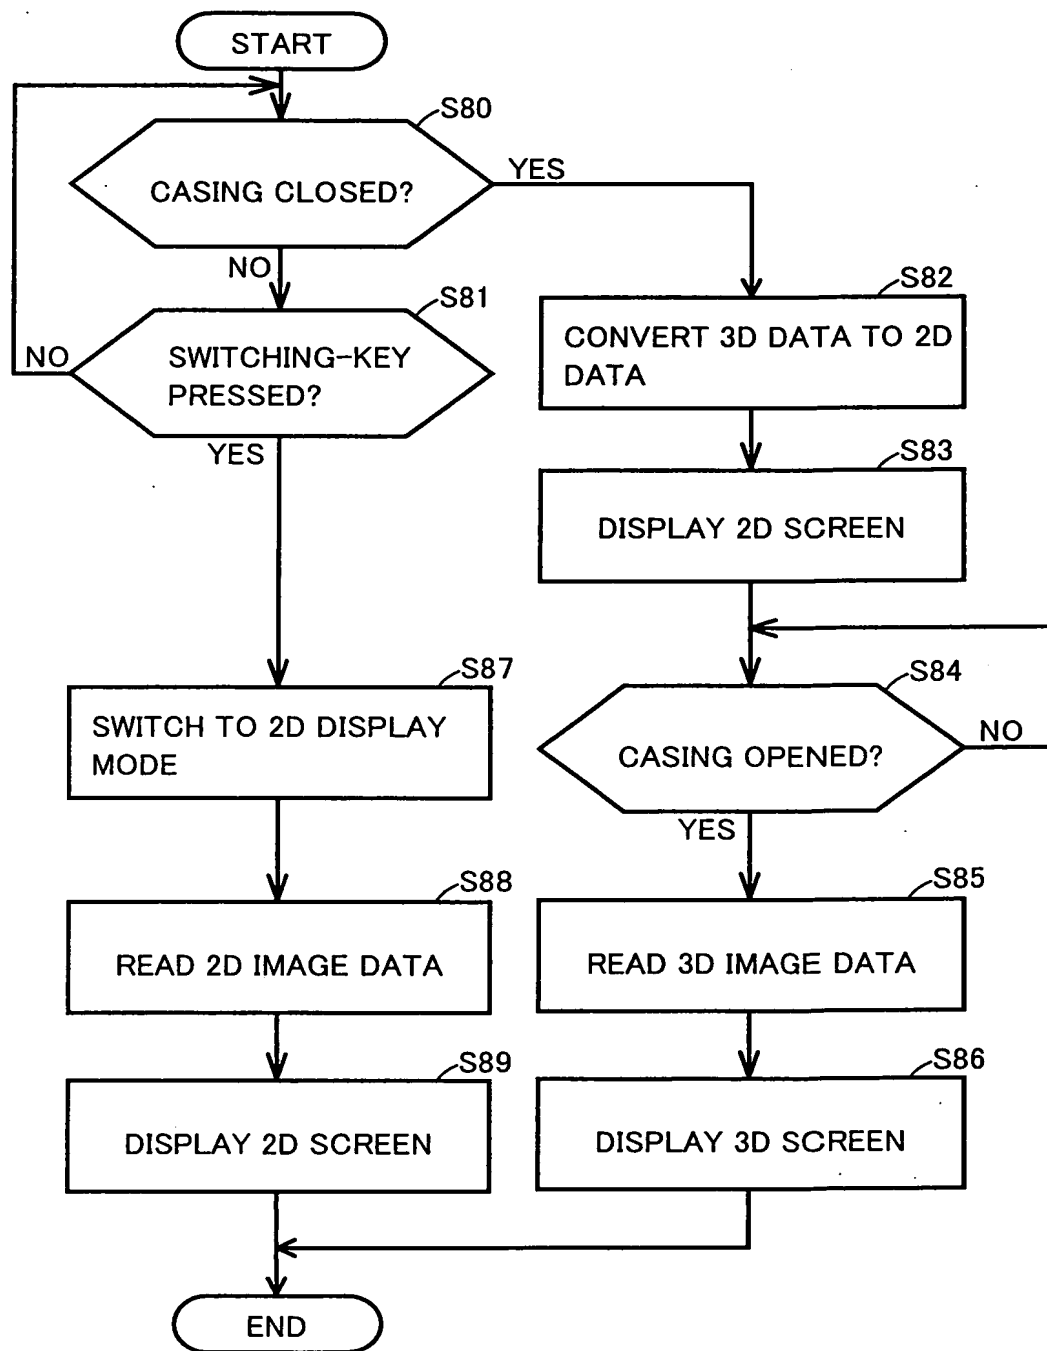 START
S80
CASING CLOSED?
YES
NO
S81
SWITCHING-KEY
PRESSED?
NO
YES
S82
CONVERT 3D DATA TO 2D
DATA
S83
DISPLAY 2D SCREEN
S84
CASING OPENED?
NO
YES
S87
SWITCH TO 2D DISPLAY
MODE
S88
READ 2D IMAGE DATA
S85
READ 3D IMAGE DATA
S89
DISPLAY 2D SCREEN
S86
DISPLAY 3D SCREEN
END